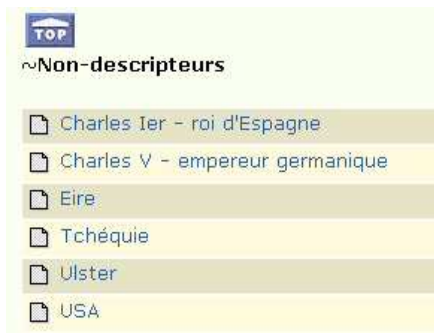 TOP
~Non-descripteurs
Charles Ier - roi d'Espagne
Charles V - empereur germanique
Eire
Tchéquie
Ulster
USA